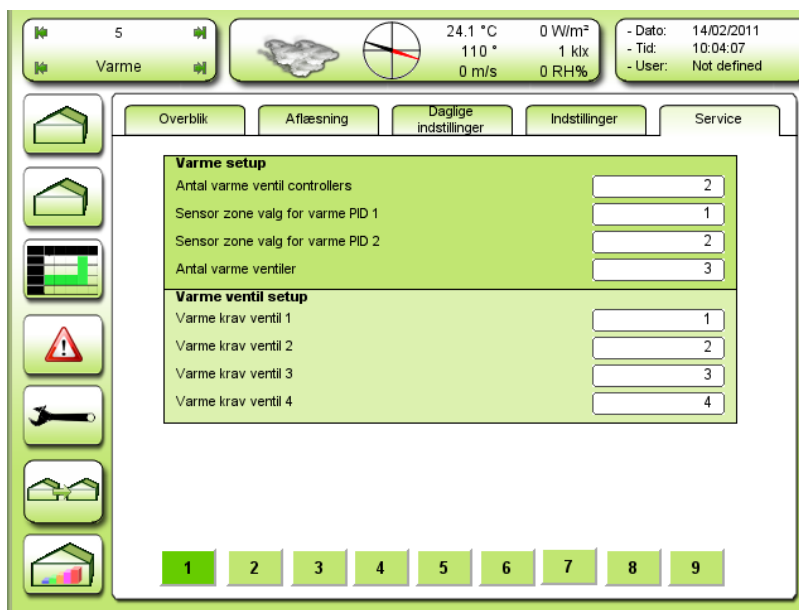 5
Varme
24.1 °C
110 °
0 m/s
0 W/m²
1 klx
0 RH%
- Dato: 14/02/2011
- Tid: 10:04:07
- User: Not defined
Overblik
Aflæsning
Daglige
indstillinger
Indstillinger
Service
Varme setup
Antal varme ventil controllers 2
Sensor zone valg for varme PID 1 1
Sensor zone valg for varme PID 2 2
Antal varme ventiler 3
Varme ventil setup
Varme krav ventil 1 1
Varme krav ventil 2 2
Varme krav ventil 3 3
Varme krav ventil 4 4
1 2 3 4 5 6 7 8 9